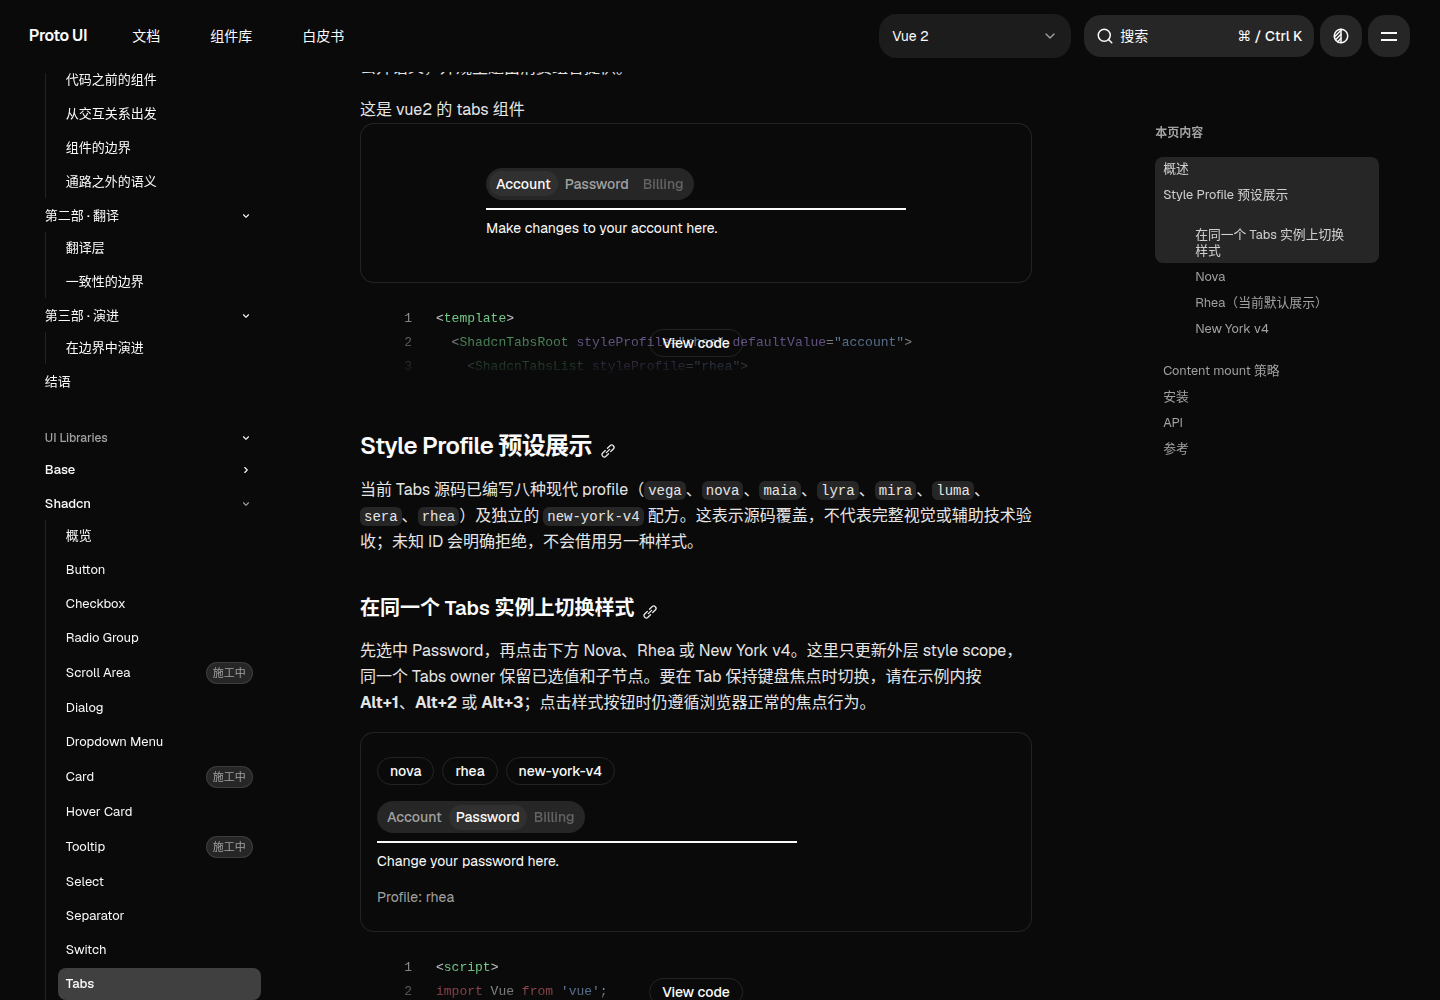 Proto UI
文档
组件库
白皮书
Vue 2
搜索
⌘ / Ctrl K
代码之前的组件
从交互关系出发
组件的边界
通路之外的语义
第二部 · 翻译
翻译层
一致性的边界
第三部 · 演进
在边界中演进
结语
UI Libraries
Base
Shadcn
概览
Button
Checkbox
Radio Group
Scroll Area 施工中
Dialog
Dropdown Menu
Card 施工中
Hover Card
Tooltip 施工中
Select
Separator
Switch
Tabs
这是 vue2 的 tabs 组件
Account Password Billing
Make changes to your account here.
1 <template>
2 <ShadcnTabsRoot styleProfile="rhea" defaultValue="account">
View code
3 <ShadcnTabsList styleProfile="rhea">
Style Profile 预设展示
当前 Tabs 源码已编写八种现代 profile（vega、nova、maia、lyra、mira、luma、
sera、rhea）及独立的 new-york-v4 配方。这表示源码覆盖，不代表完整视觉或辅助技术验
收；未知 ID 会明确拒绝，不会借用另一种样式。
在同一个 Tabs 实例上切换样式
先选中 Password，再点击下方 Nova、Rhea 或 New York v4。这里只更新外层 style scope，
同一个 Tabs owner 保留已选值和子节点。要在 Tab 保持键盘焦点时切换，请在示例内按
Alt+1、Alt+2 或 Alt+3；点击样式按钮时仍遵循浏览器正常的焦点行为。
nova rhea new-york-v4
Account Password Billing
Change your password here.
Profile: rhea
1 <script>
2 import Vue from 'vue';
View code
本页内容
概述
Style Profile 预设展示
在同一个 Tabs 实例上切换
样式
Nova
Rhea（当前默认展示）
New York v4
Content mount 策略
安装
API
参考